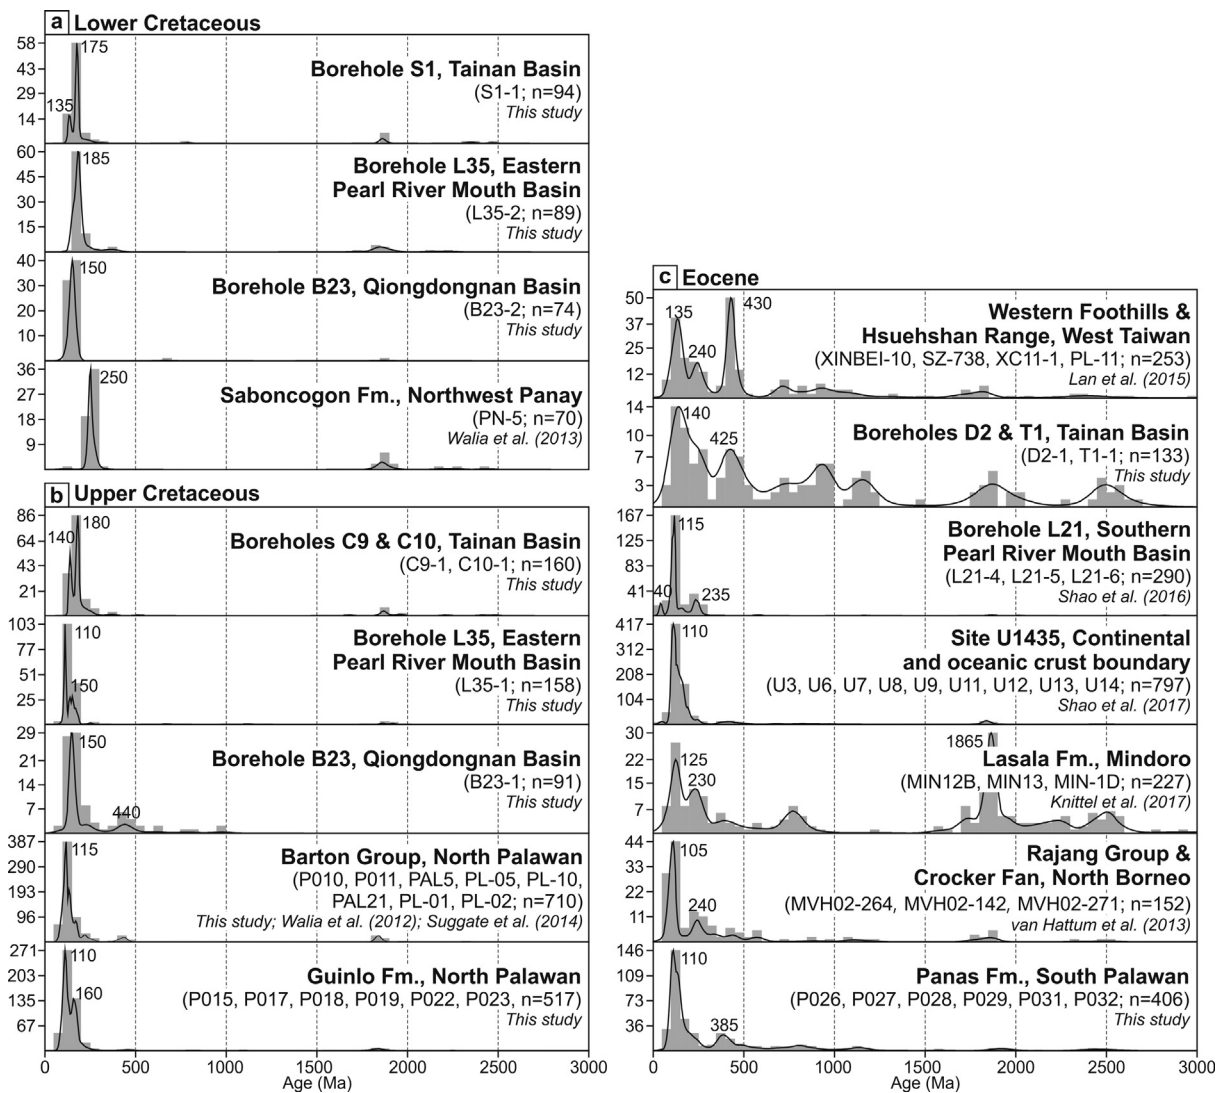 a Lower Cretaceous
58
43
29
14
135
175
Borehole S1, Tainan Basin
(S1-1; n=94)
This study
60
45
30
15
185
Borehole L35, Eastern
Pearl River Mouth Basin
(L35-2; n=89)
This study
40
30
20
10
150
Borehole B23, Qiongdongnan Basin
(B23-2; n=74)
This study
36
27
18
9
250
Saboncogon Fm., Northwest Panay
(PN-5; n=70)
Walia et al. (2013)
b Upper Cretaceous
86
64
43
21
140
180
Boreholes C9 & C10, Tainan Basin
(C9-1, C10-1; n=160)
This study
103
77
51
25
110
150
Borehole L35, Eastern
Pearl River Mouth Basin
(L35-1; n=158)
This study
29
21
14
7
150
440
Borehole B23, Qiongdongnan Basin
(B23-1; n=91)
This study
387
290
193
96
115
Barton Group, North Palawan
(P010, P011, PAL5, PL-05, PL-10,
PAL21, PL-01, PL-02; n=710)
This study; Walia et al. (2012); Suggate et al. (2014)
271
203
135
67
110
160
Guinlo Fm., North Palawan
(P015, P017, P018, P019, P022, P023, n=517)
This study
0 500 1000 1500 2000 2500 3000
Age (Ma)
c Eocene
50
37
25
12
135
240
430
Western Foothills &
Hsuehshan Range, West Taiwan
(XINBEI-10, SZ-738, XC11-1, PL-11; n=253)
Lan et al. (2015)
14
10
7
3
140
425
Boreholes D2 & T1, Tainan Basin
(D2-1, T1-1; n=133)
This study
167
125
83
41
40
115
235
Borehole L21, Southern
Pearl River Mouth Basin
(L21-4, L21-5, L21-6; n=290)
Shao et al. (2016)
417
312
208
104
110
Site U1435, Continental
and oceanic crust boundary
(U3, U6, U7, U8, U9, U11, U12, U13, U14; n=797)
Shao et al. (2017)
30
22
15
7
125
230
1865
Lasala Fm., Mindoro
(MIN12B, MIN13, MIN-1D; n=227)
Knittel et al. (2017)
44
33
22
11
105
240
Rajang Group &
Crocker Fan, North Borneo
(MVH02-264, MVH02-142, MVH02-271; n=152)
van Hattum et al. (2013)
146
109
73
36
110
385
Panas Fm., South Palawan
(P026, P027, P028, P029, P031, P032; n=406)
This study
0 500 1000 1500 2000 2500 3000
Age (Ma)